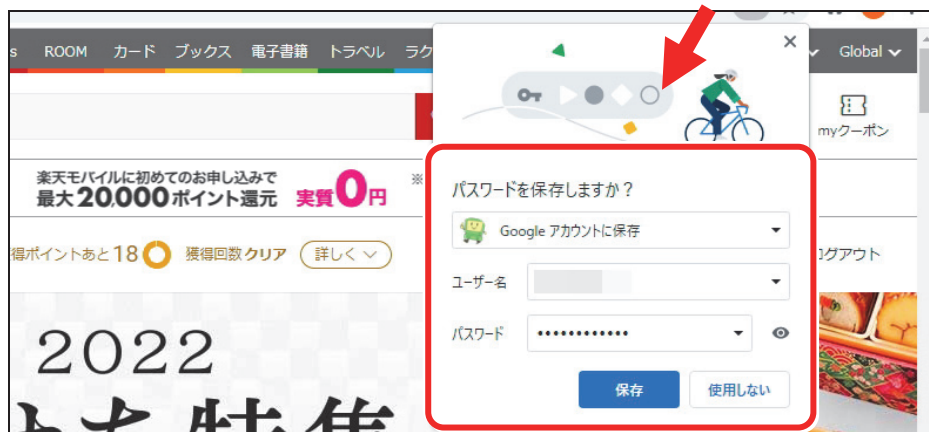 s ROOM カード ブックス 電子書籍 トラベル ラク
Global
myクーポン
楽天モバイルに初めてのお申し込みで
最大20,000ポイント還元 実質0円 ※
得ポイントあと18 獲得回数クリア 詳しく
ログアウト
2022
パスワードを保存しますか？
Google アカウントに保存
ユーザー名
パスワード ••••••••••••
保存 使用しない